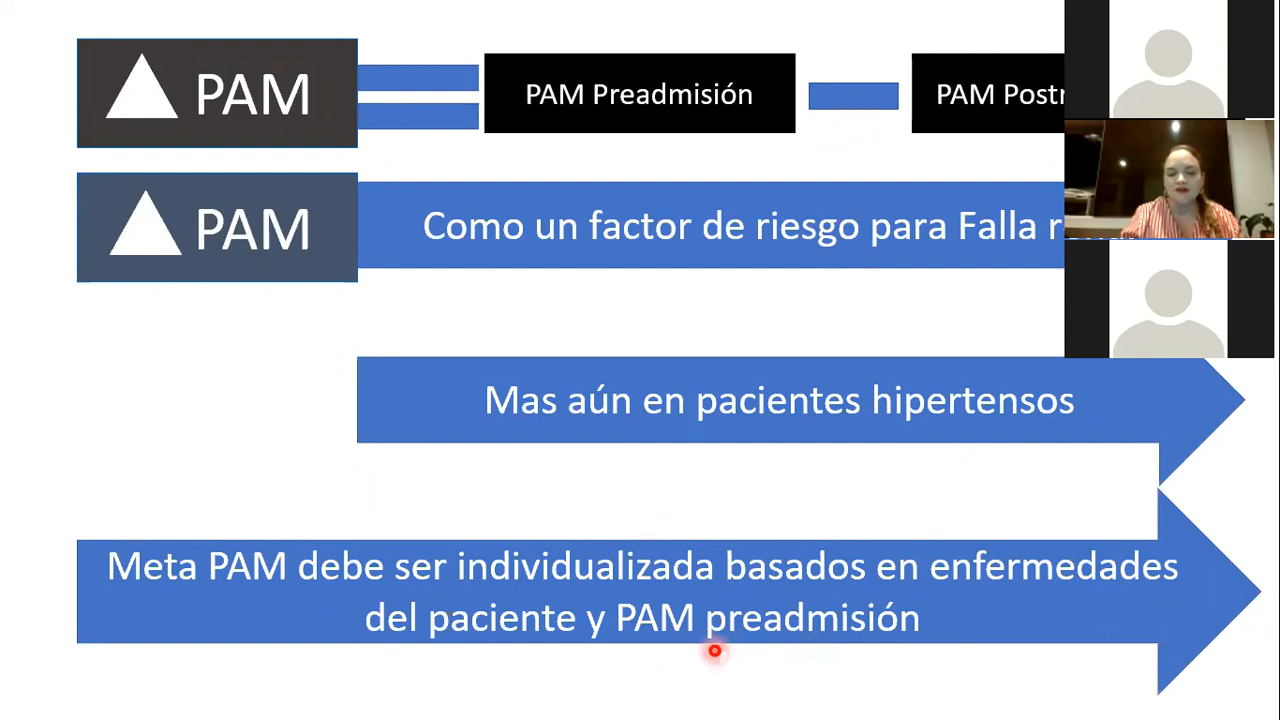 PAM
PAM Preadmisión
PAM
PAM
Como un factor de riesgo para Falla
Mas aún en pacientes hipertensos
Meta PAM debe ser individualizada basados en enfermedades
del paciente y PAM preadmisión